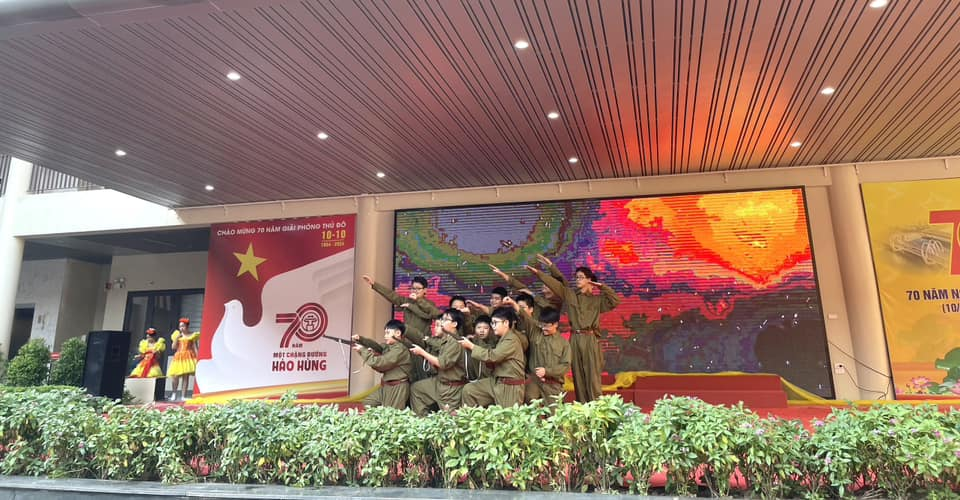 CHÀO MỪNG 70 NĂM GIẢI PHÓNG THỦ ĐÔ
10-10
1954 - 2024
70
NĂM
MỘT CHẶNG ĐƯỜNG
HÀO HÙNG
70 NĂM N
(10/